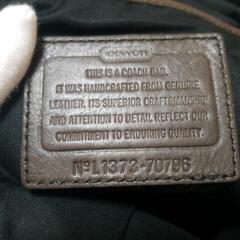 COACH
THIS IS A COACH BAG.
IT WAS HANDCRAFTED FROM GENUINE
LEATHER. ITS SUPERIOR CRAFTSMANSHIP
AND ATTENTION TO DETAIL REFLECT OUR
COMMITMENT TO ENDURING QUALITY.
Nº L1373-70796